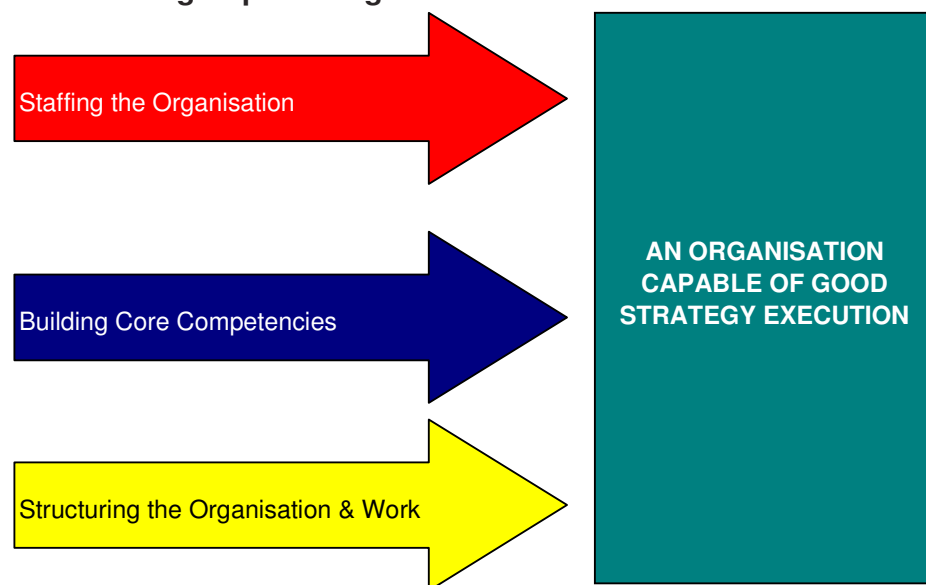 Staffing the Organisation
Building Core Competencies
Structuring the Organisation & Work
AN ORGANISATION
CAPABLE OF GOOD
STRATEGY EXECUTION